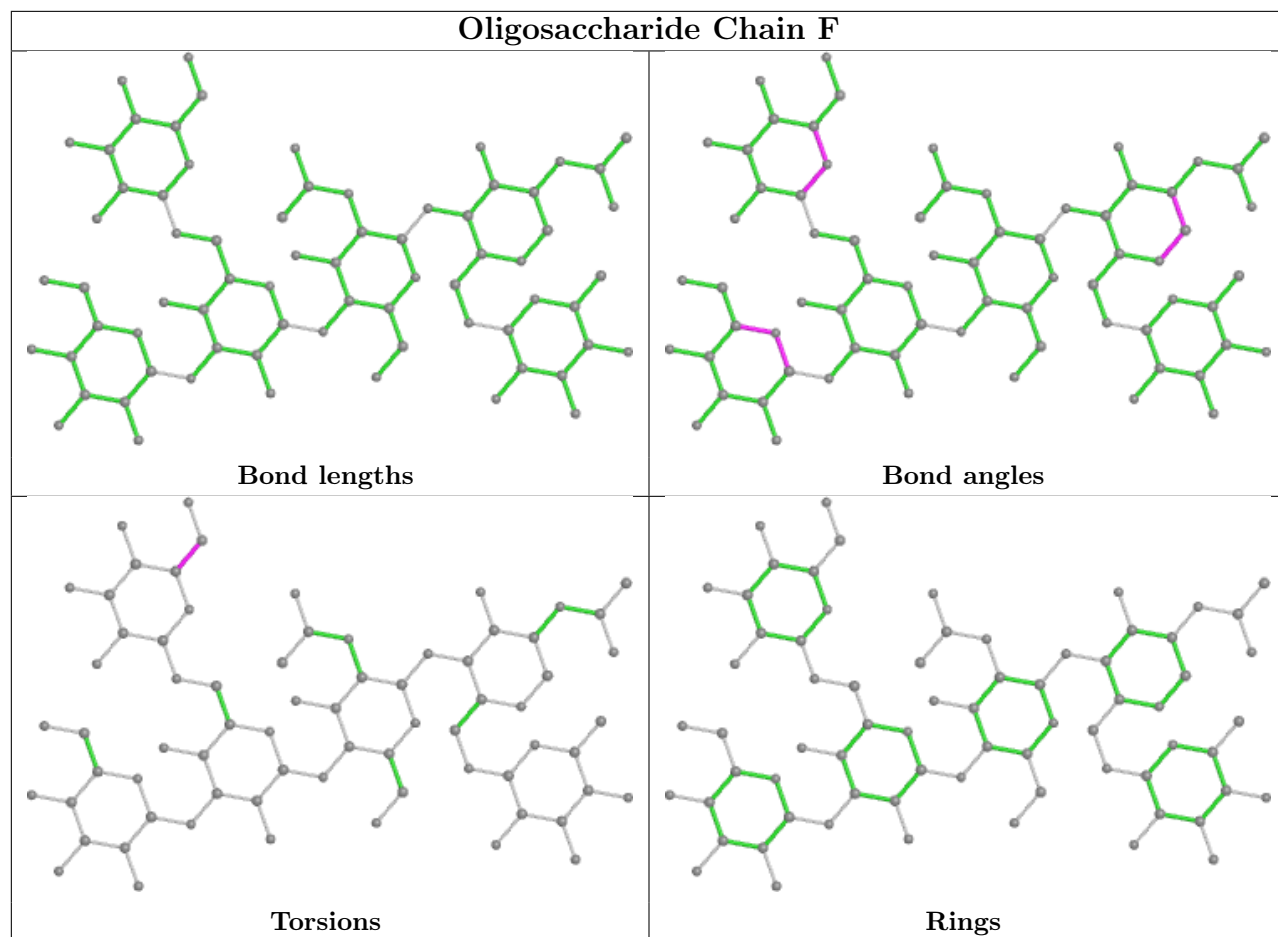 Oligosaccharide Chain F
Bond lengths
Bond angles
Torsions
Rings